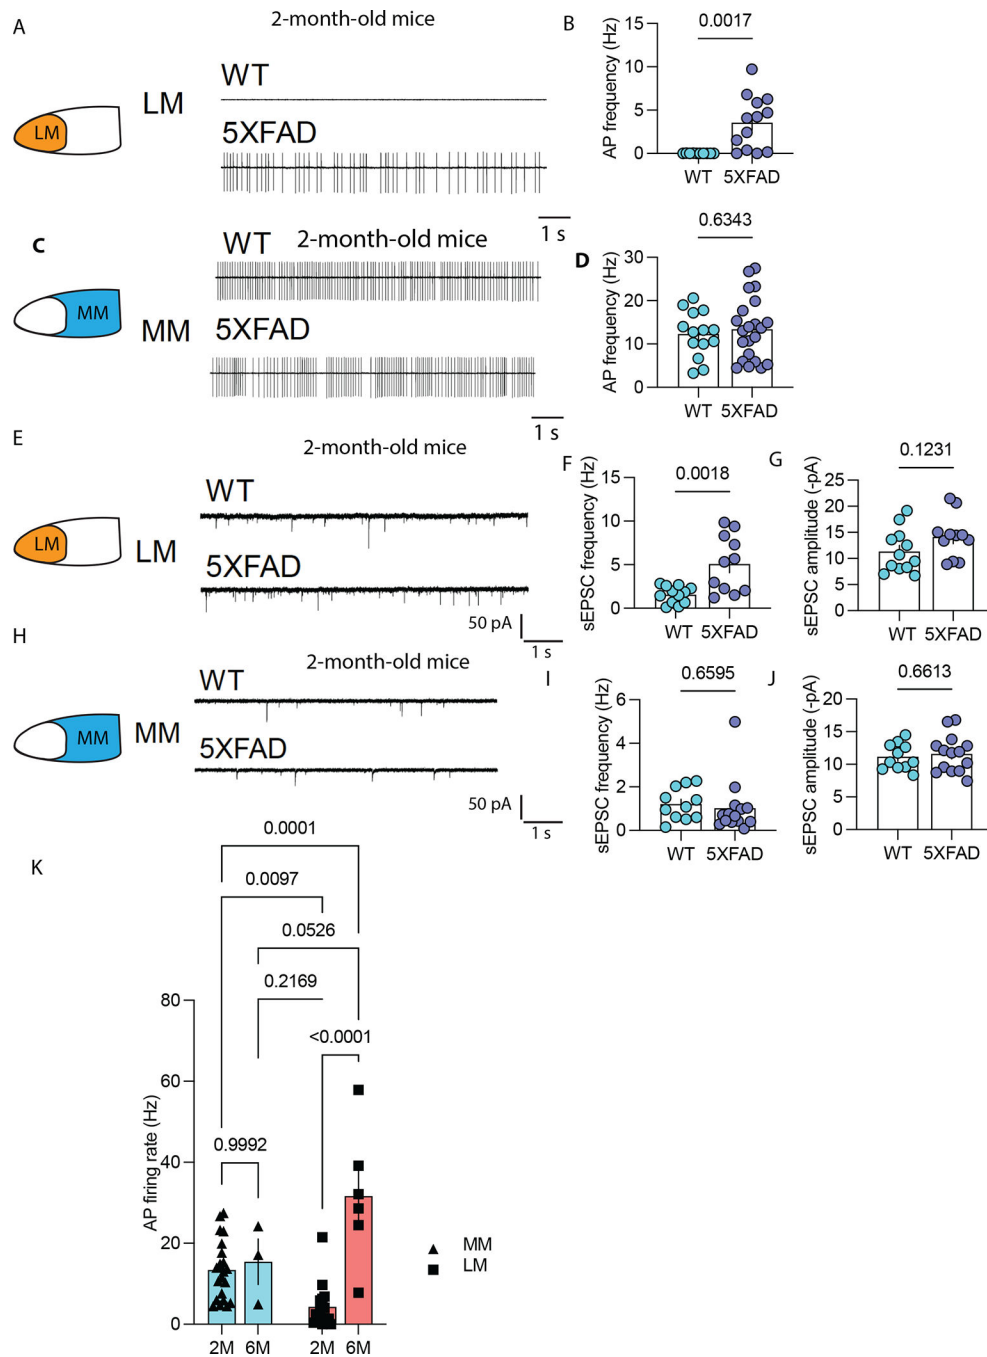 A
2-month-old mice
WT
LM
LM
5XFAD
1 s
B
0.0017
AP frequency (Hz)
15
10
5
0
WT 5XFAD
C
WT 2-month-old mice
MM
MM
5XFAD
1 s
D
0.6343
AP frequency (Hz)
30
20
10
0
WT 5XFAD
E
2-month-old mice
WT
LM
LM
5XFAD
50 pA
1 s
F
0.0018
sEPSC frequency (Hz)
15
10
5
0
WT 5XFAD
G
0.1231
sEPSC amplitude (-pA)
25
20
15
10
5
0
WT 5XFAD
H
2-month-old mice
WT
MM
MM
5XFAD
50 pA
1 s
I
0.6595
sEPSC frequency (Hz)
6
4
2
0
WT 5XFAD
J
0.6613
sEPSC amplitude (-pA)
20
15
10
5
0
WT 5XFAD
K
0.0001
0.0097
0.0526
0.2169
<0.0001
0.9992
AP firing rate (Hz)
80
60
40
20
0
2M 6M 2M 6M
MM
LM